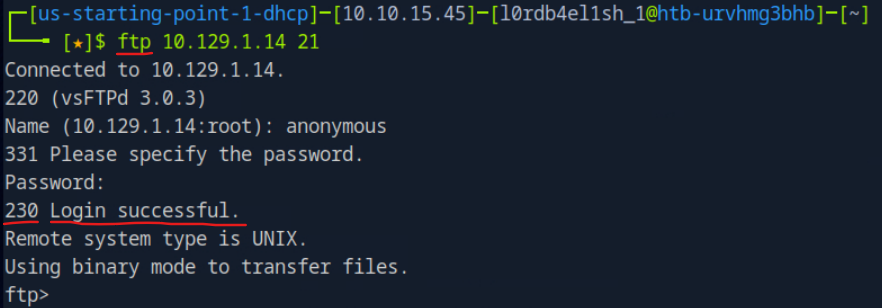 ┌─[us-starting-point-1-dhcp]─[10.10.15.45]─[l0rdb4el1sh_1@htb-urvhmg3bhb]─[~]
└──╼ [★]$ ftp 10.129.1.14 21
Connected to 10.129.1.14.
220 (vsFTPd 3.0.3)
Name (10.129.1.14:root): anonymous
331 Please specify the password.
Password:
230 Login successful.
Remote system type is UNIX.
Using binary mode to transfer files.
ftp>